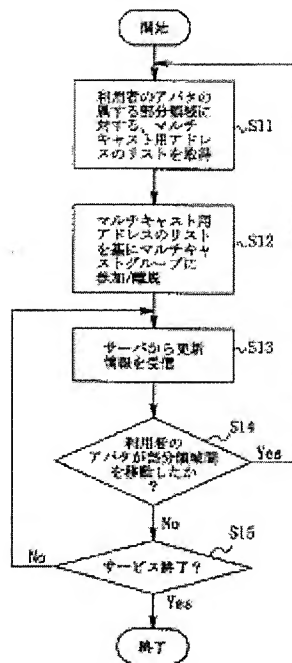 開始
利用者のアバタの
属する部分領域に
対する、マルチ
キャスト用アドレス
のリストを取得
S11
マルチキャスト用
アドレスのリスト
を基にマルチキャ
ストグループに
参加/離脱
S12
サーバから更新
情報を受信
S13
利用者の
アバタが部分領域間
を移動したか
?
S14
Yes
No
サービス終了?
S15
No
Yes
終了